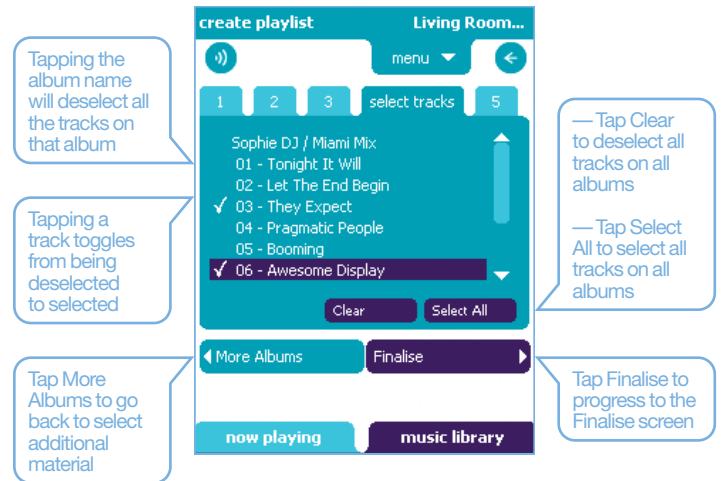 create playlist Living Room...
menu
1 2 3 select tracks 5
Sophie DJ / Miami Mix
01 - Tonight It Will
02 - Let The End Begin
03 - They Expect
04 - Pragmatic People
05 - Booming
06 - Awesome Display
Clear Select All
More Albums Finalise
now playing music library
Tapping the
album name
will deselect all
the tracks on
that album
Tapping a
track toggles
from being
deselected
to selected
Tap More
Albums to go
back to select
additional
material
— Tap Clear
to deselect all
tracks on all
albums
— Tap Select
All to select all
tracks on all
albums
Tap Finalise to
progress to the
Finalise screen